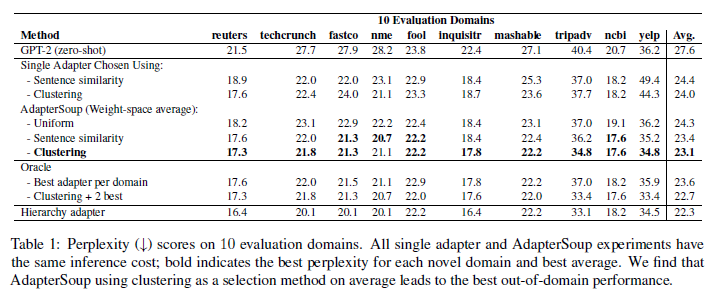 10 Evaluation Domains
Method reuters techcrunch fastco nme fool inquisitr mashable tripadv ncbi yelp Avg.
GPT-2 (zero-shot) 21.5 27.7 27.9 28.2 23.8 22.4 27.1 40.4 20.7 36.2 27.6
Single Adapter Chosen Using:
- Sentence similarity 18.9 22.0 22.0 23.1 22.9 18.4 25.3 37.0 18.2 49.4 24.4
- Clustering 17.6 22.4 24.0 21.1 23.3 18.7 23.6 37.7 18.2 44.3 24.0
AdapterSoup (Weight-space average):
- Uniform 18.2 23.1 22.9 22.2 22.4 18.4 23.1 37.0 19.1 36.2 24.3
- Sentence similarity 17.6 22.0 21.3 20.7 22.2 18.4 22.4 36.2 17.6 35.2 23.4
- Clustering 17.3 21.8 21.3 21.1 22.2 17.8 22.2 34.8 17.6 34.8 23.1
Oracle
- Best adapter per domain 17.6 22.0 21.5 21.1 22.9 17.8 22.2 37.0 18.2 35.9 23.6
- Clustering + 2 best 17.3 21.8 21.3 20.7 22.0 17.6 22.0 33.4 17.6 33.4 22.7
Hierarchy adapter 16.4 20.1 20.1 20.1 22.2 16.4 22.2 33.1 18.2 34.5 22.3
Table 1: Perplexity (↓) scores on 10 evaluation domains. All single adapter and AdapterSoup experiments have
the same inference cost; bold indicates the best perplexity for each novel domain and best average. We find that
AdapterSoup using clustering as a selection method on average leads to the best out-of-domain performance.